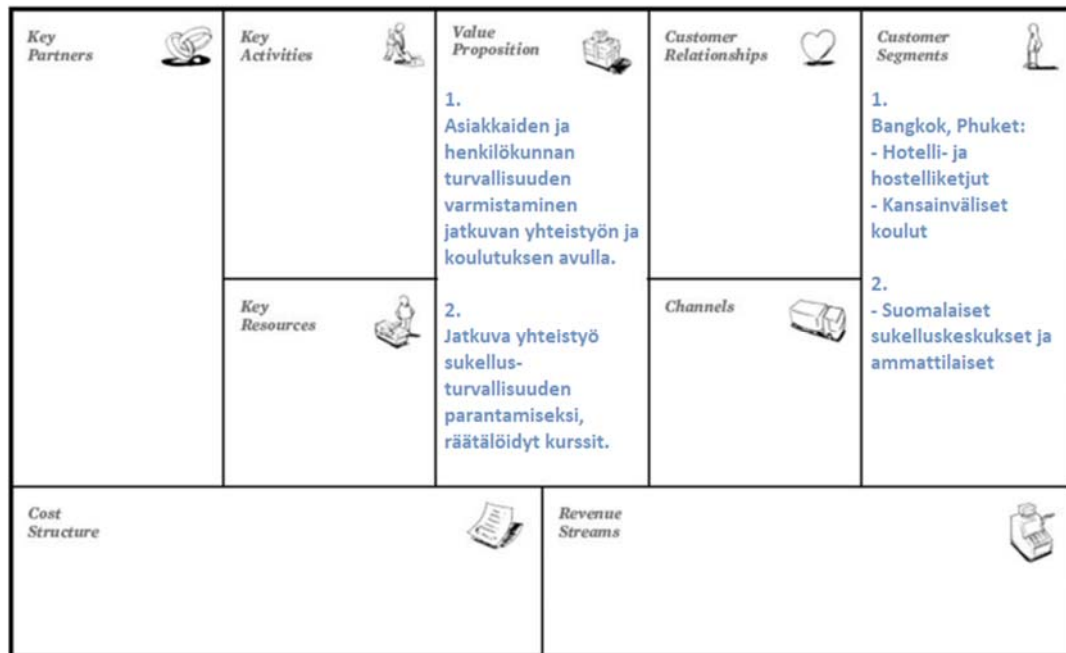 Key
Partners
Key
Activities
Value
Proposition
1.
Asiakkaiden ja
henkilökunnan
turvallisuuden
varmistaminen
jatkuvan yhteistyön ja
koulutuksen avulla.
2.
Jatkuva yhteistyö
sukellus-
turvallisuuden
parantamiseksi,
räätälöidyt kurssit.
Customer
Relationships
Customer
Segments
1.
Bangkok, Phuket:
- Hotelli- ja
hostelliketjut
- Kansainväliset
koulut
2.
- Suomalaiset
sukelluskeskukset ja
ammattilaiset
Key
Resources
Channels
Cost
Structure
Revenue
Streams